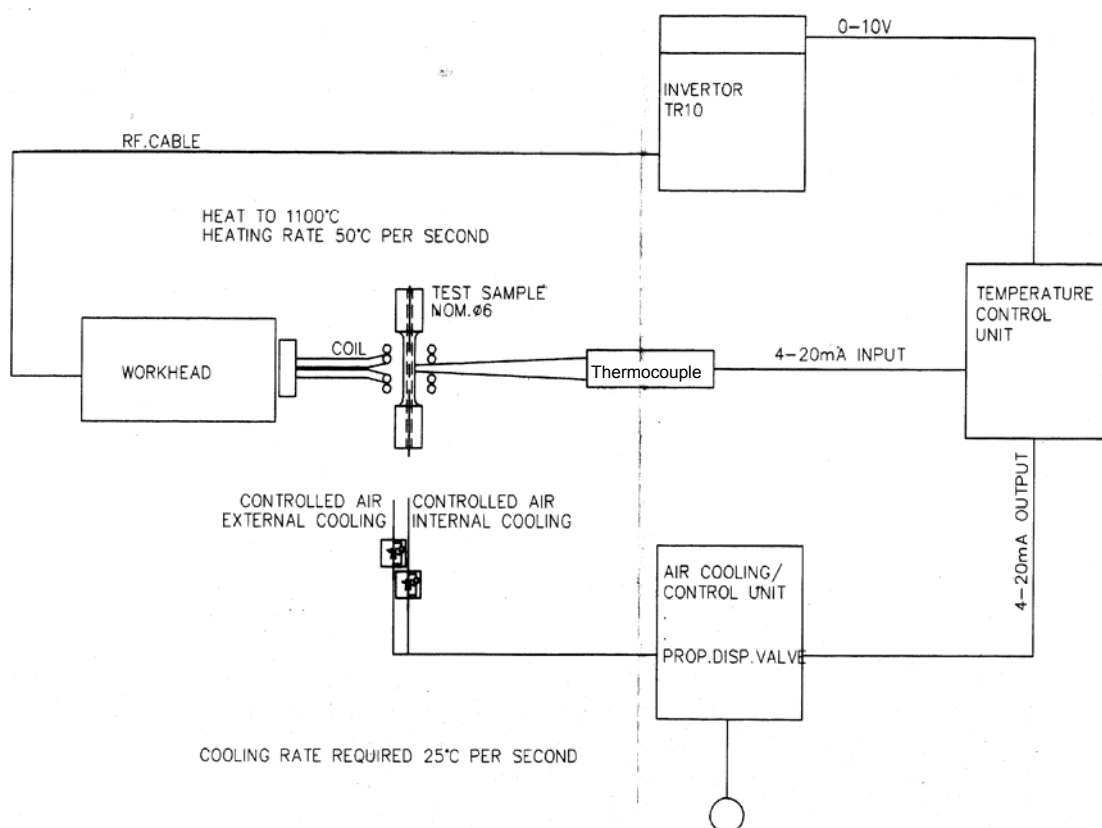 0-10V
INVERTOR
TR10
RF.CABLE
HEAT TO 1100°C
HEATING RATE 50°C PER SECOND
TEST SAMPLE
NOM.ø6
TEMPERATURE
CONTROL
UNIT
COIL
4-20mA INPUT
WORKHEAD
Thermocouple
CONTROLLED AIR
EXTERNAL COOLING
CONTROLLED AIR
INTERNAL COOLING
4-20mA OUTPUT
AIR COOLING/
CONTROL UNIT
PROP.DISP.VALVE
COOLING RATE REQUIRED 25°C PER SECOND